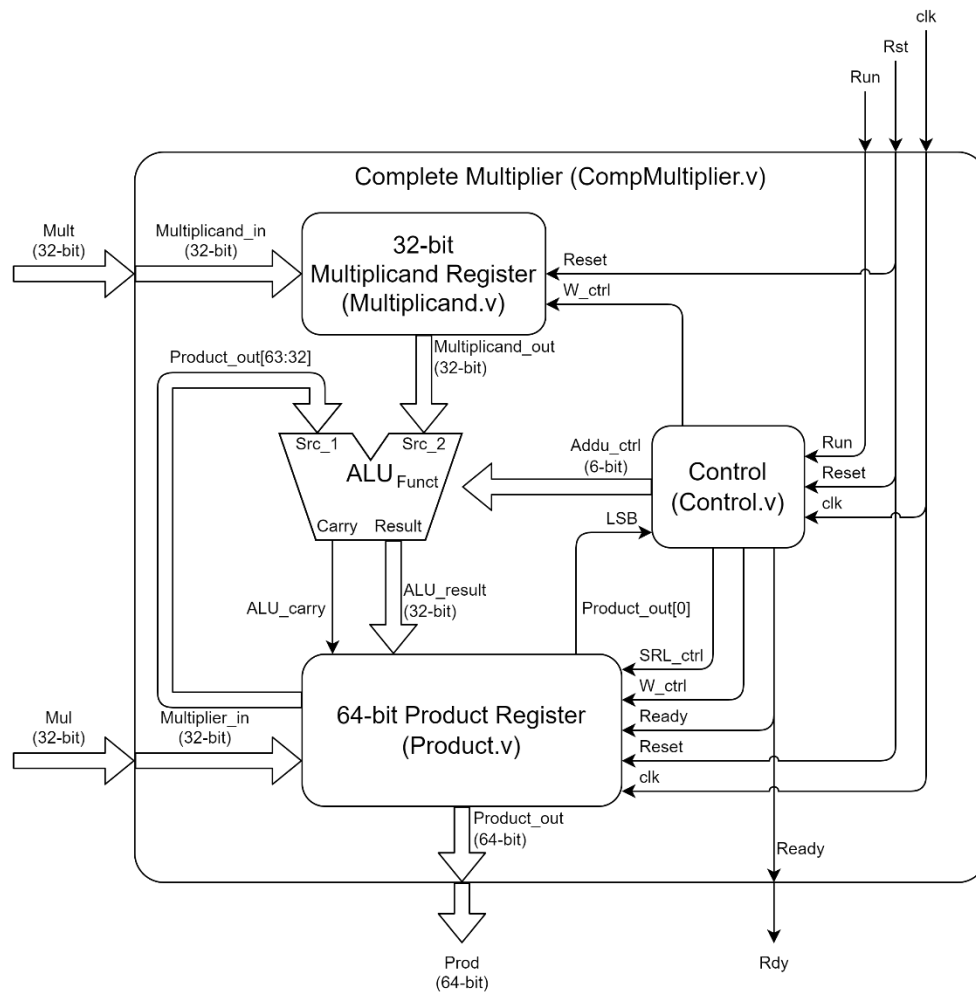 clk
Rst
Run
Complete Multiplier (CompMultiplier.v)
Mult
(32-bit)
Multiplicand_in
(32-bit)
32-bit
Multiplicand Register
(Multiplicand.v)
Reset
W_ctrl
Product_out[63:32]
Multiplicand_out
(32-bit)
Src_1
Src_2
ALU
Funct
Carry
Result
Addu_ctrl
(6-bit)
Control
(Control.v)
Run
Reset
clk
LSB
ALU_carry
ALU_result
(32-bit)
Product_out[0]
SRL_ctrl
W_ctrl
Ready
Reset
clk
Mul
(32-bit)
Multiplier_in
(32-bit)
64-bit Product Register
(Product.v)
Product_out
(64-bit)
Ready
Prod
(64-bit)
Rdy